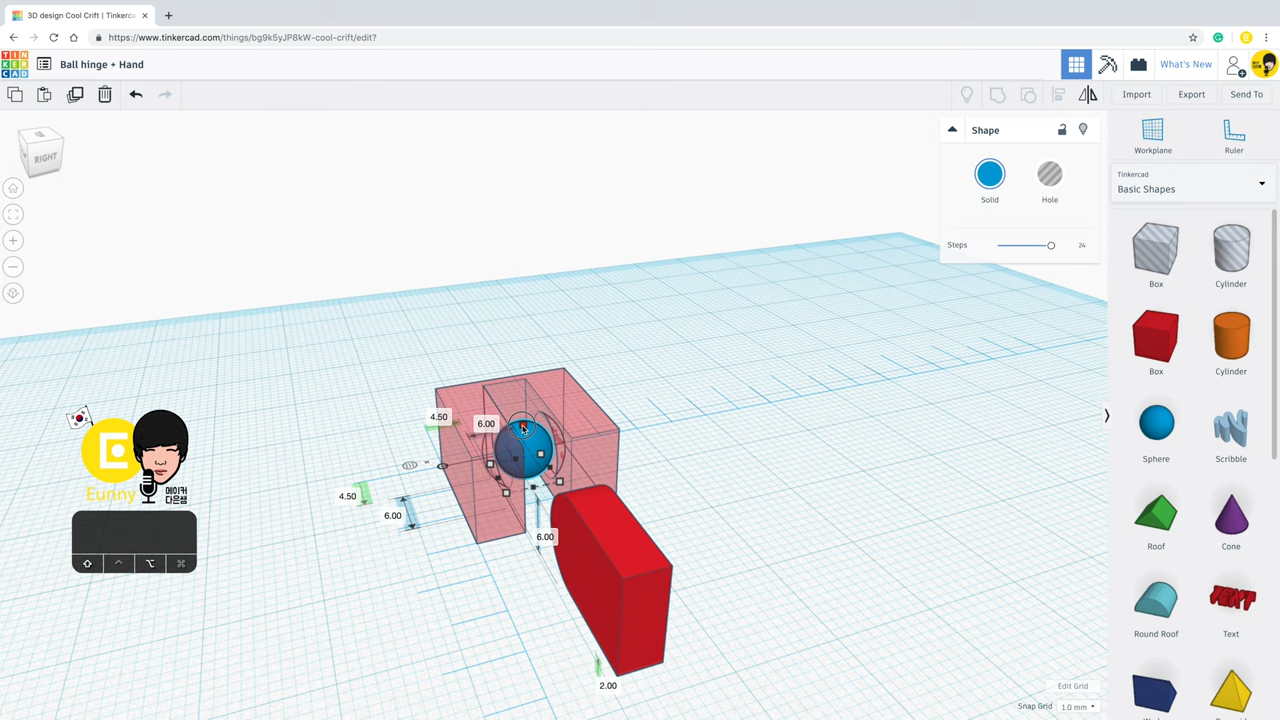 3D design Cool Crift | Tinkerca
https://www.tinkercad.com/things/bg9k5yJP8kW-cool-crift/edit?
TIN
KER
CAD
Ball hinge + Hand
What's New
Import
Export
Send To
RIGHT
Shape
Solid
Hole
Steps
24
Workplane
Ruler
Tinkercad
Basic Shapes
Box
Cylinder
Box
Cylinder
Sphere
Scribble
Roof
Cone
Round Roof
Text
TEXT
4.50
6.00
4.50
6.00
6.00
2.00
E
Eunny
메이커
다은쌤
Edit Grid
Snap Grid
1.0 mm